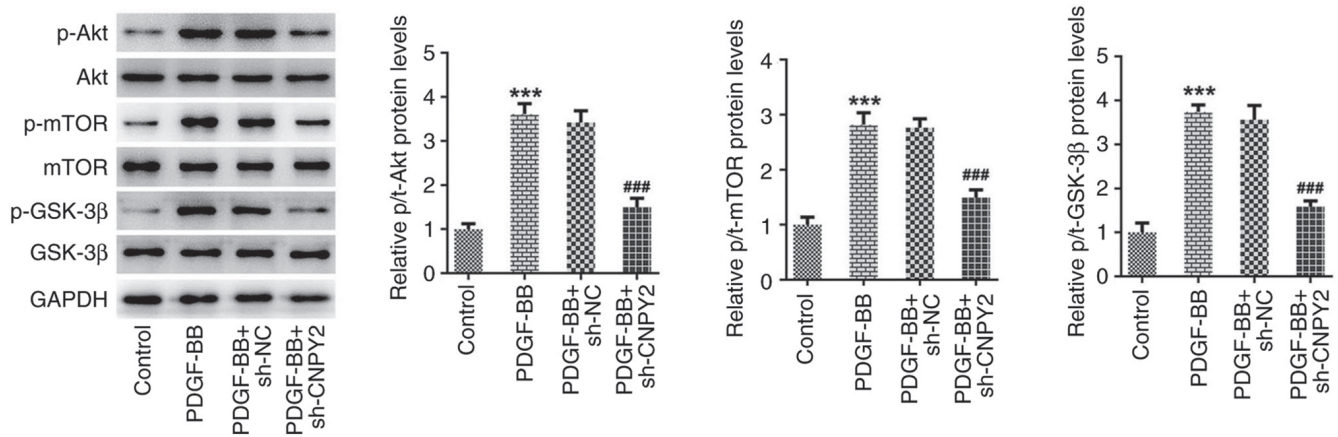 p-Akt
Akt
p-mTOR
mTOR
p-GSK-3β
GSK-3β
GAPDH
Control
PDGF-BB
PDGF-BB+
sh-NC
PDGF-BB+
sh-CNPY2
Relative p/t-Akt protein levels
5
4
3
2
1
0
***
###
Control
PDGF-BB
PDGF-BB+
sh-NC
PDGF-BB+
sh-CNPY2
Relative p/t-mTOR protein levels
4
3
2
1
0
***
###
Control
PDGF-BB
PDGF-BB+
sh-NC
PDGF-BB+
sh-CNPY2
Relative p/t-GSK-3β protein levels
5
4
3
2
1
0
***
###
Control
PDGF-BB
PDGF-BB+
sh-NC
PDGF-BB+
sh-CNPY2